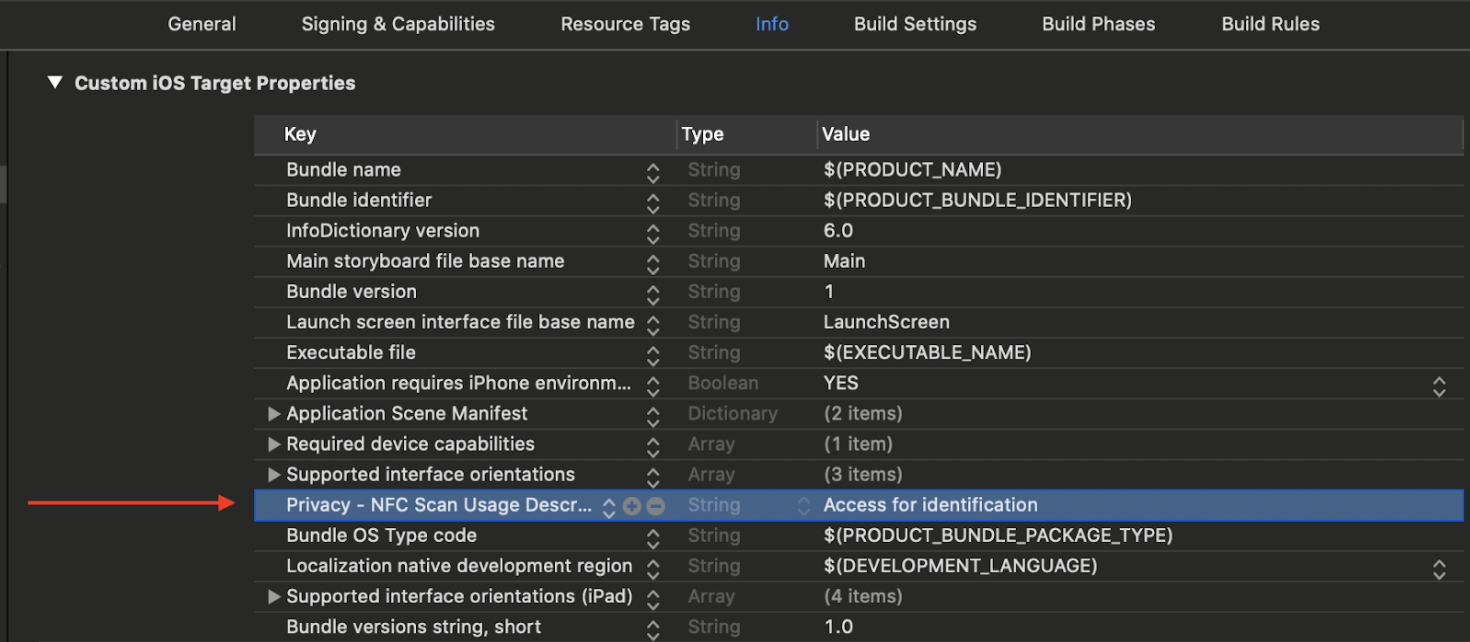 General Signing & Capabilities Resource Tags Info Build Settings Build Phases Build Rules
Custom iOS Target Properties
Key Type Value
Bundle name String $(PRODUCT_NAME)
Bundle identifier String $(PRODUCT_BUNDLE_IDENTIFIER)
InfoDictionary version String 6.0
Main storyboard file base name String Main
Bundle version String 1
Launch screen interface file base name String LaunchScreen
Executable file String $(EXECUTABLE_NAME)
Application requires iPhone environm... Boolean YES
Application Scene Manifest Dictionary (2 items)
Required device capabilities Array (1 item)
Supported interface orientations Array (3 items)
Privacy - NFC Scan Usage Descr... String Access for identification
Bundle OS Type code String $(PRODUCT_BUNDLE_PACKAGE_TYPE)
Localization native development region String $(DEVELOPMENT_LANGUAGE)
Supported interface orientations (iPad) Array (4 items)
Bundle versions string, short String 1.0